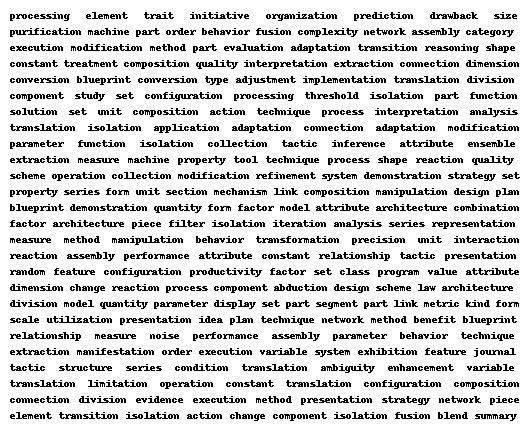 processing element trait initiative organization prediction drawback size
purification machine part order behavior fusion complexity network assembly category
execution modification method part evaluation adaptation transition reasoning shape
constant treatment composition quality interpretation extraction connection dimension
conversion blueprint conversion type adjustment implementation translation division
component study set configuration processing threshold isolation part function
solution set unit composition action technique process interpretation analysis
translation isolation application adaptation connection adaptation modification
parameter function isolation collection tactic inference attribute ensemble
extraction measure machine property tool technique process shape reaction quality
scheme operation collection modification refinement system demonstration strategy set
property series form unit section mechanism link composition manipulation design plan
blueprint demonstration quantity form factor model attribute architecture combination
factor architecture piece filter isolation iteration analysis series representation
measure method manipulation behavior transformation precision unit interaction
reaction assembly performance attribute constant relationship tactic presentation
random feature configuration productivity factor set class program value attribute
dimension change reaction process component abduction design scheme law architecture
division model quantity parameter display set part segment part link metric kind form
scale utilization presentation idea plan technique network method benefit blueprint
relationship measure noise performance assembly parameter behavior technique
extraction manifestation order execution variable system exhibition feature journal
tactic structure series condition translation ambiguity enhancement variable
translation limitation operation constant translation configuration composition
connection division evidence execution method presentation strategy network piece
element transition isolation action change component isolation fusion blend summary